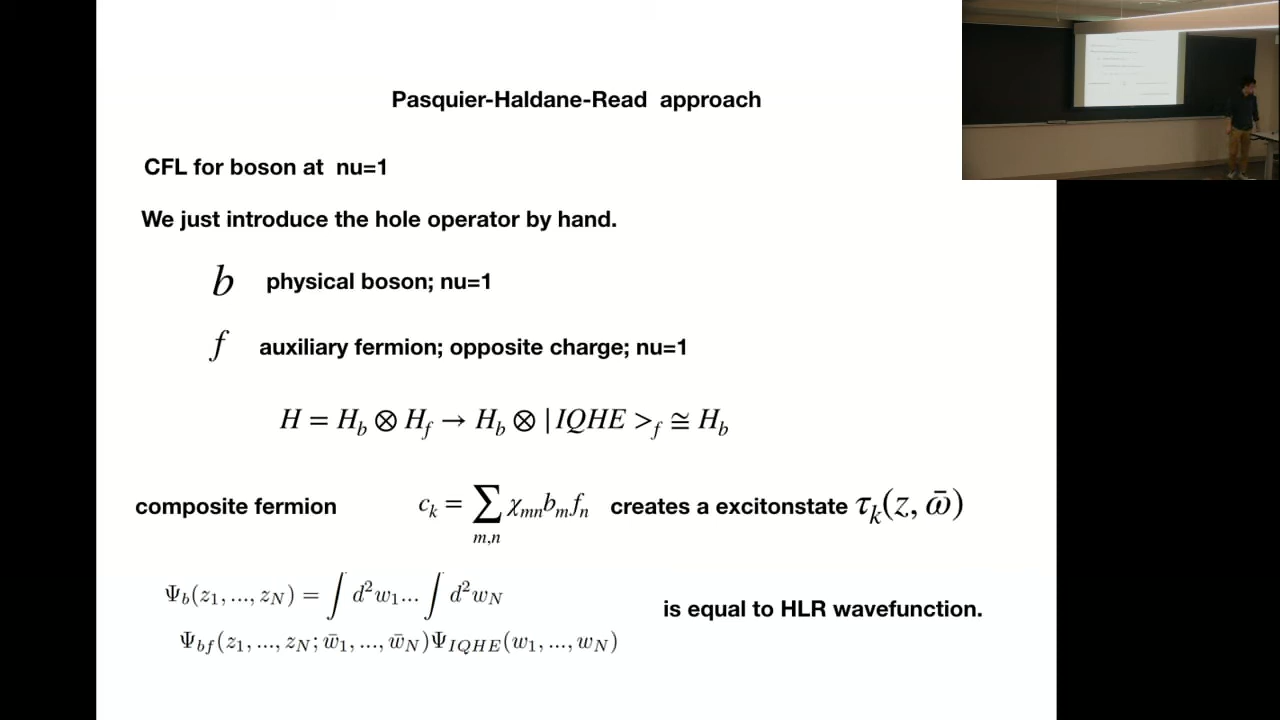 Pasquier-Haldane-Read approach
CFL for boson at nu=1
We just introduce the hole operator by hand.
b physical boson; nu=1
f auxiliary fermion; opposite charge; nu=1
H = H_b ⊗ H_f → H_b ⊗ | IQHE >_f ≅ H_b
composite fermion c_k = ∑_{m,n} χ_{mn} b_m f_n creates a excitonstate τ_k(z, ω̄)
Ψ_b(z_1, ..., z_N) = ∫ d²w_1... ∫ d²w_N
is equal to HLR wavefunction.
Ψ_{bf}(z_1, ..., z_N; w̄_1, ..., w̄_N)Ψ_{IQHE}(w_1, ..., w_N)